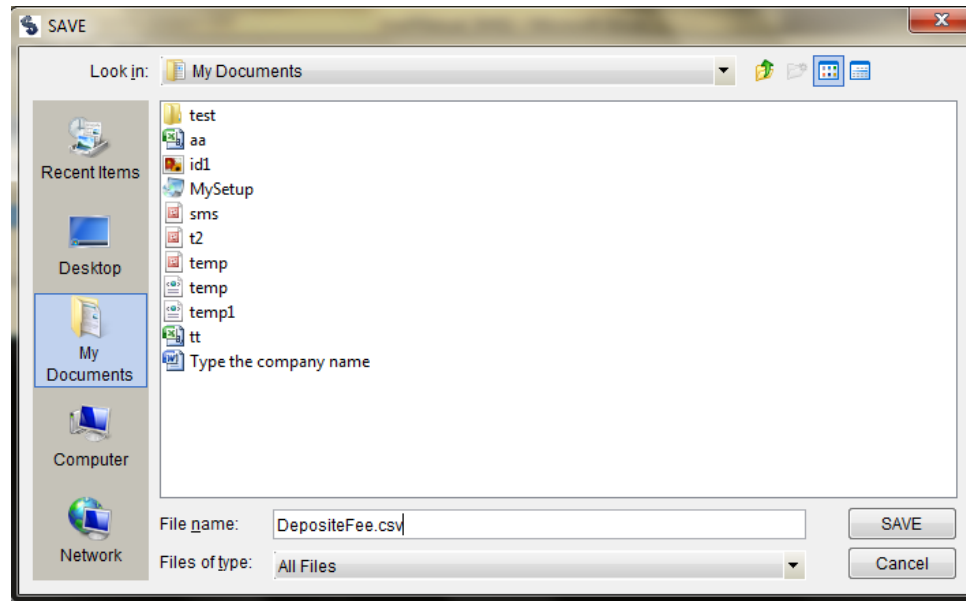 SAVE
Look in: My Documents
Recent Items
Desktop
My
Documents
Computer
Network
test
aa
id1
MySetup
sms
t2
temp
temp
temp1
tt
Type the company name
File name: DepositeFee.csv SAVE
Files of type: All Files Cancel